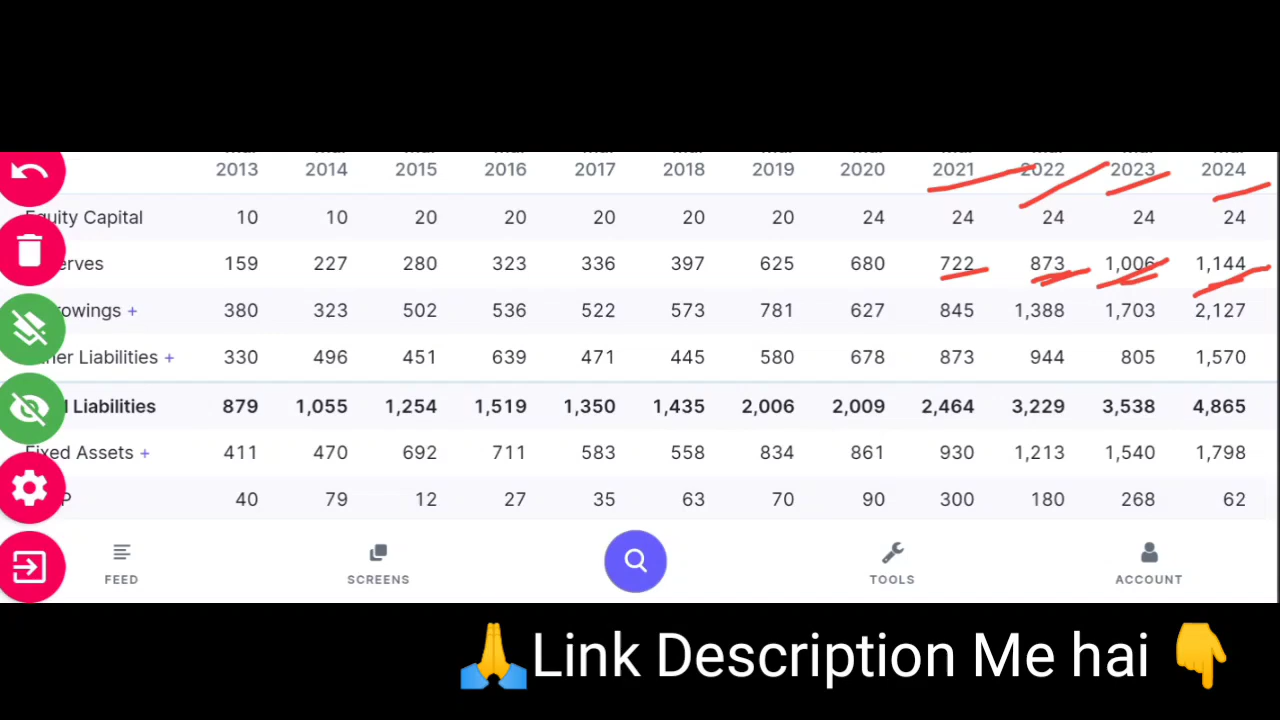 2013 2014 2015 2016 2017 2018 2019 2020 2021 2022 2023 2024
Equity Capital 10 10 20 20 20 20 20 24 24 24 24 24
erves 159 227 280 323 336 397 625 680 722 873 1,006 1,144
rowings + 380 323 502 536 522 573 781 627 845 1,388 1,703 2,127
her Liabilities + 330 496 451 639 471 445 580 678 873 944 805 1,570
l Liabilities 879 1,055 1,254 1,519 1,350 1,435 2,006 2,009 2,464 3,229 3,538 4,865
Fixed Assets + 411 470 692 711 583 558 834 861 930 1,213 1,540 1,798
P 40 79 12 27 35 63 70 90 300 180 268 62
FEED SCREENS TOOLS ACCOUNT
🙏Link Description Me hai 👇